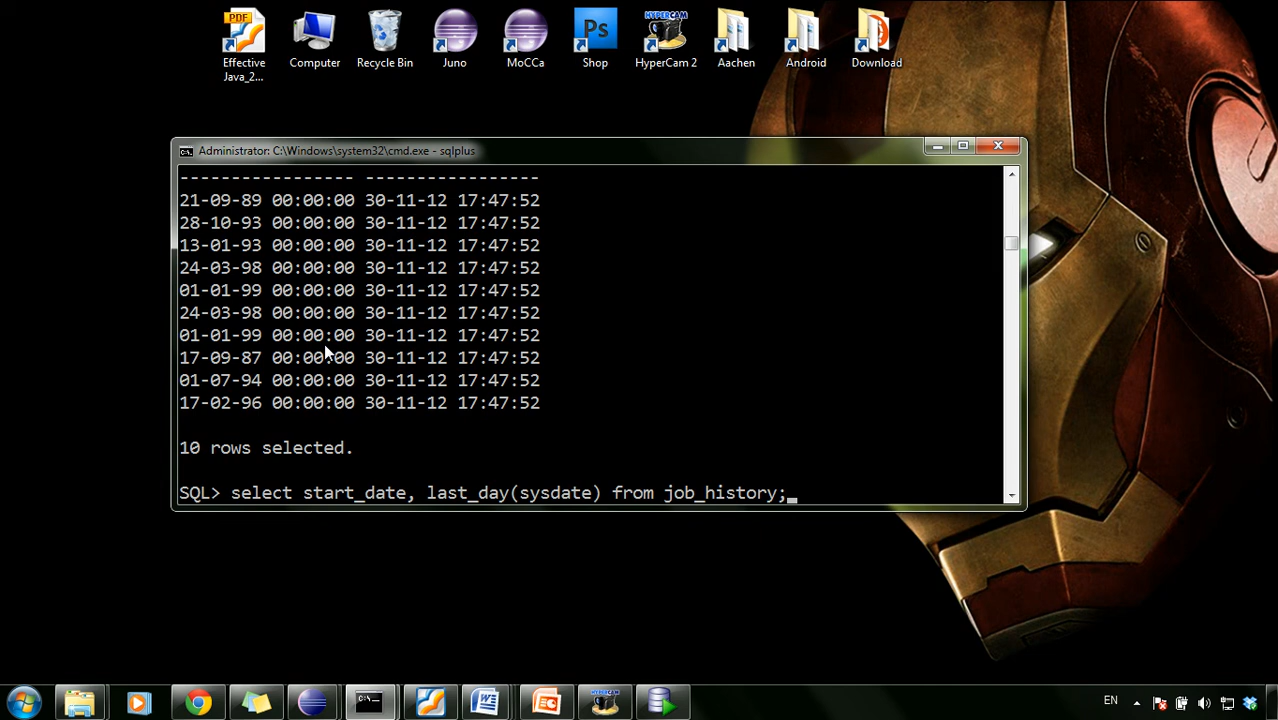 PDF
Ps
HYPERCAM
Effective
Java_2...
Computer
Recycle Bin
Juno
MoCCa
Shop
HyperCam 2
Aachen
Android
Download
Administrator: C:\Windows\system32\cmd.exe - sqlplus
----------------- -----------------
21-09-89 00:00:00 30-11-12 17:47:52
28-10-93 00:00:00 30-11-12 17:47:52
13-01-93 00:00:00 30-11-12 17:47:52
24-03-98 00:00:00 30-11-12 17:47:52
01-01-99 00:00:00 30-11-12 17:47:52
24-03-98 00:00:00 30-11-12 17:47:52
01-01-99 00:00:00 30-11-12 17:47:52
17-09-87 00:00:00 30-11-12 17:47:52
01-07-94 00:00:00 30-11-12 17:47:52
17-02-96 00:00:00 30-11-12 17:47:52
10 rows selected.
SQL> select start_date, last_day(sysdate) from job_history;_
EN